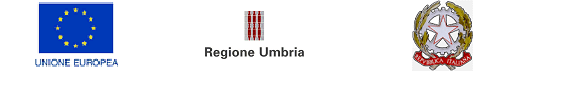 UNIONE EUROPEA
Regione Umbria
REPUBBLICA ITALIANA